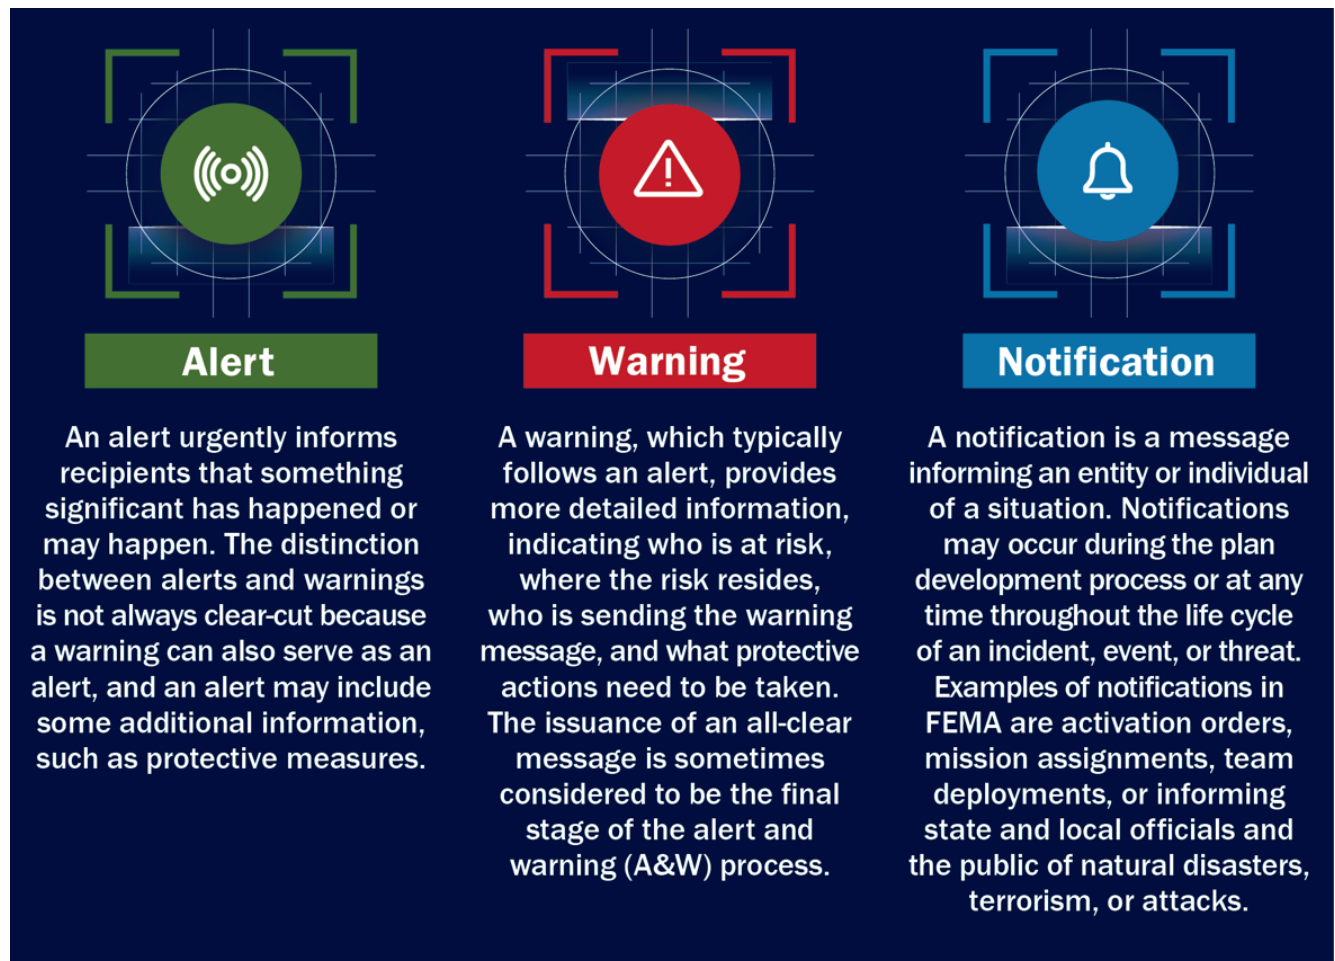 Alert
An alert urgently informs
recipients that something
significant has happened or
may happen. The distinction
between alerts and warnings
is not always clear-cut because
a warning can also serve as an
alert, and an alert may include
some additional information,
such as protective measures.
Warning
A warning, which typically
follows an alert, provides
more detailed information,
indicating who is at risk,
where the risk resides,
who is sending the warning
message, and what protective
actions need to be taken.
The issuance of an all-clear
message is sometimes
considered to be the final
stage of the alert and
warning (A&W) process.
Notification
A notification is a message
informing an entity or individual
of a situation. Notifications
may occur during the plan
development process or at any
time throughout the life cycle
of an incident, event, or threat.
Examples of notifications in
FEMA are activation orders,
mission assignments, team
deployments, or informing
state and local officials and
the public of natural disasters,
terrorism, or attacks.